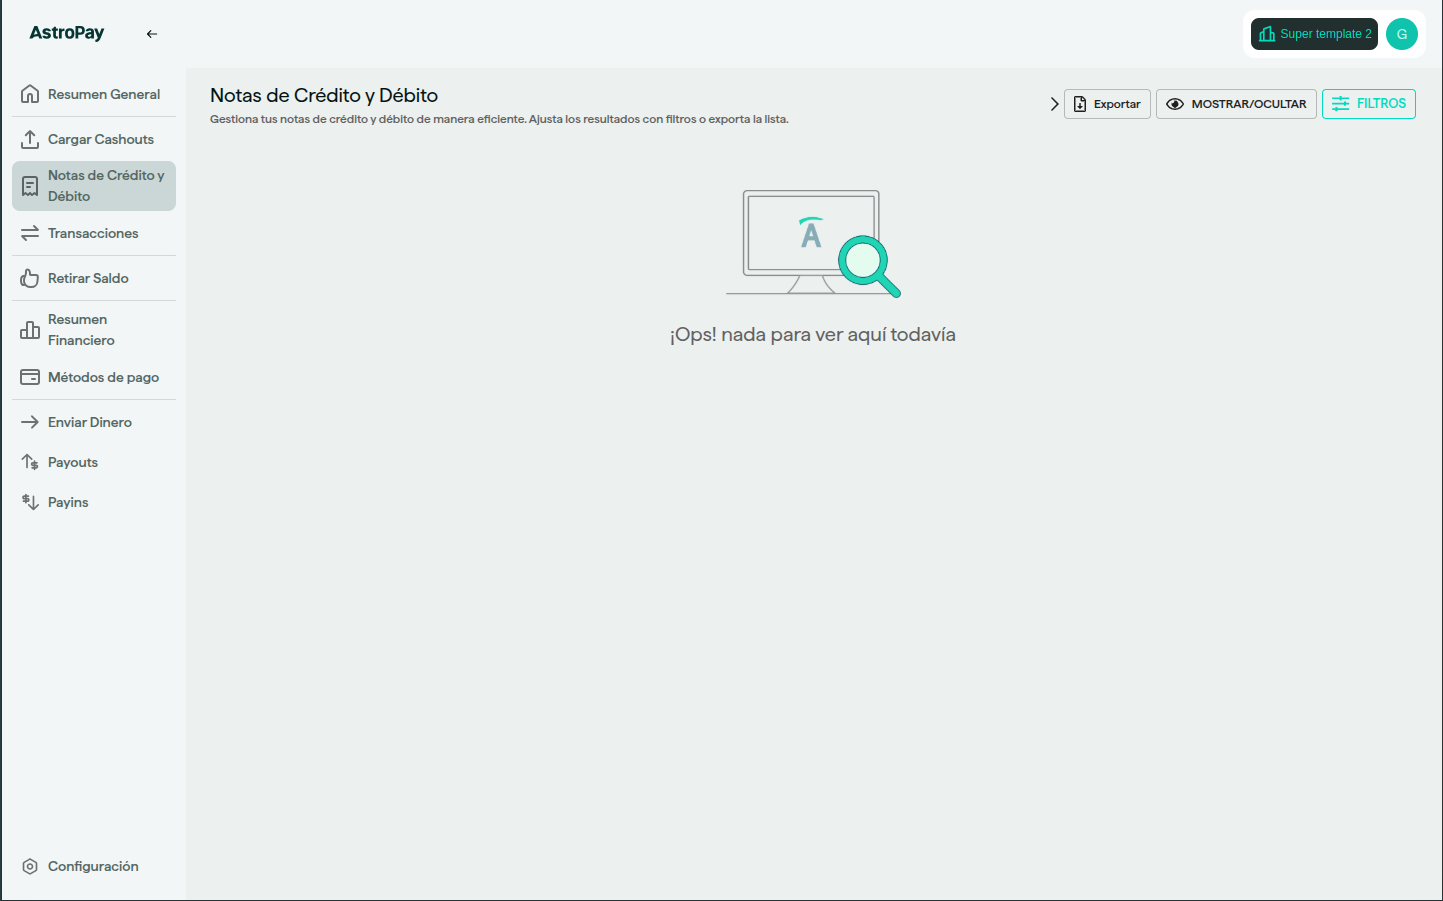 AstroPay
Super template 2
G
Resumen General
Cargar Cashouts
Notas de Crédito y
Débito
Transacciones
Retirar Saldo
Resumen
Financiero
Métodos de pago
Enviar Dinero
Payouts
Payins
Configuración
Notas de Crédito y Débito
Gestiona tus notas de crédito y débito de manera eficiente. Ajusta los resultados con filtros o exporta la lista.
Exportar
MOSTRAR/OCULTAR
FILTROS
A
¡Ops! nada para ver aquí todavía